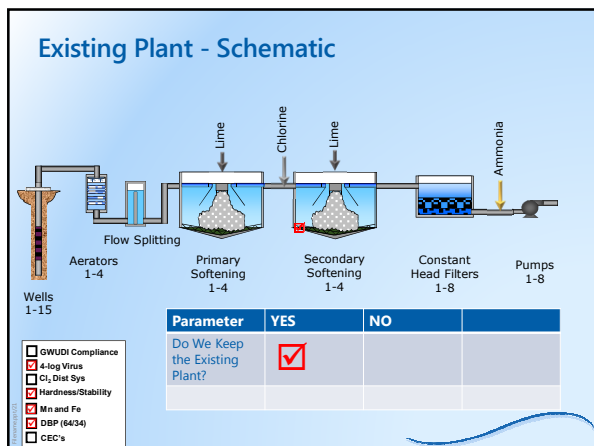 Existing Plant - Schematic
Lime
Chlorine
Lime
Ammonia
Flow Splitting
Aerators
1-4
Primary
Softening
1-4
Secondary
Softening
1-4
Constant
Head Filters
1-8
Pumps
1-8
Wells
1-15
Parameter YES NO
Do We Keep
the Existing
Plant?
GWUDI Compliance
4-log Virus
Cl₂ Dist Sys
Hardness/Stability
Mn and Fe
DBP (64/34)
CEC's